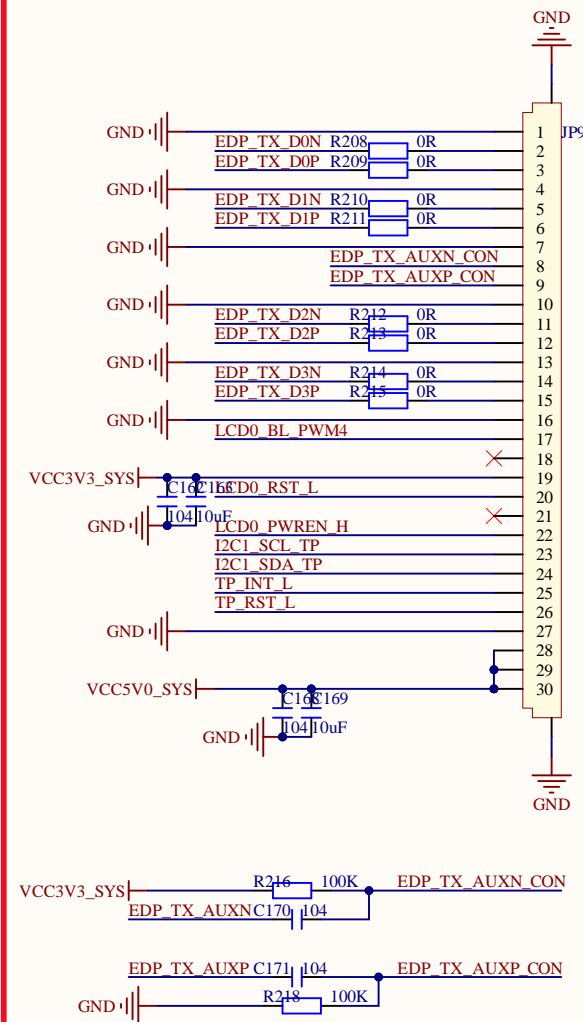 GND
GND 1 JP9
EDP_TX_D0N R208 0R 2
EDP_TX_D0P R209 0R 3
GND 4
EDP_TX_D1N R210 0R 5
EDP_TX_D1P R211 0R 6
GND 7
EDP_TX_AUXN_CON 8
EDP_TX_AUXP_CON 9
GND 10
EDP_TX_D2N R212 0R 11
EDP_TX_D2P R213 0R 12
GND 13
EDP_TX_D3N R214 0R 14
EDP_TX_D3P R215 0R 15
GND 16
LCD0_BL_PWM4 17
18
VCC3V3_SYS 19
C162 C163 LCD0_RST_L 20
104 10uF 21
GND LCD0_PWREN_H 22
I2C1_SCL_TP 23
I2C1_SDA_TP 24
TP_INT_L 25
TP_RST_L 26
GND 27
28
29
VCC5V0_SYS 30
C168 C169
104 10uF
GND
GND
VCC3V3_SYS R216 100K EDP_TX_AUXN_CON
EDP_TX_AUXN C170 104
EDP_TX_AUXP C171 104 EDP_TX_AUXP_CON
GND R218 100K